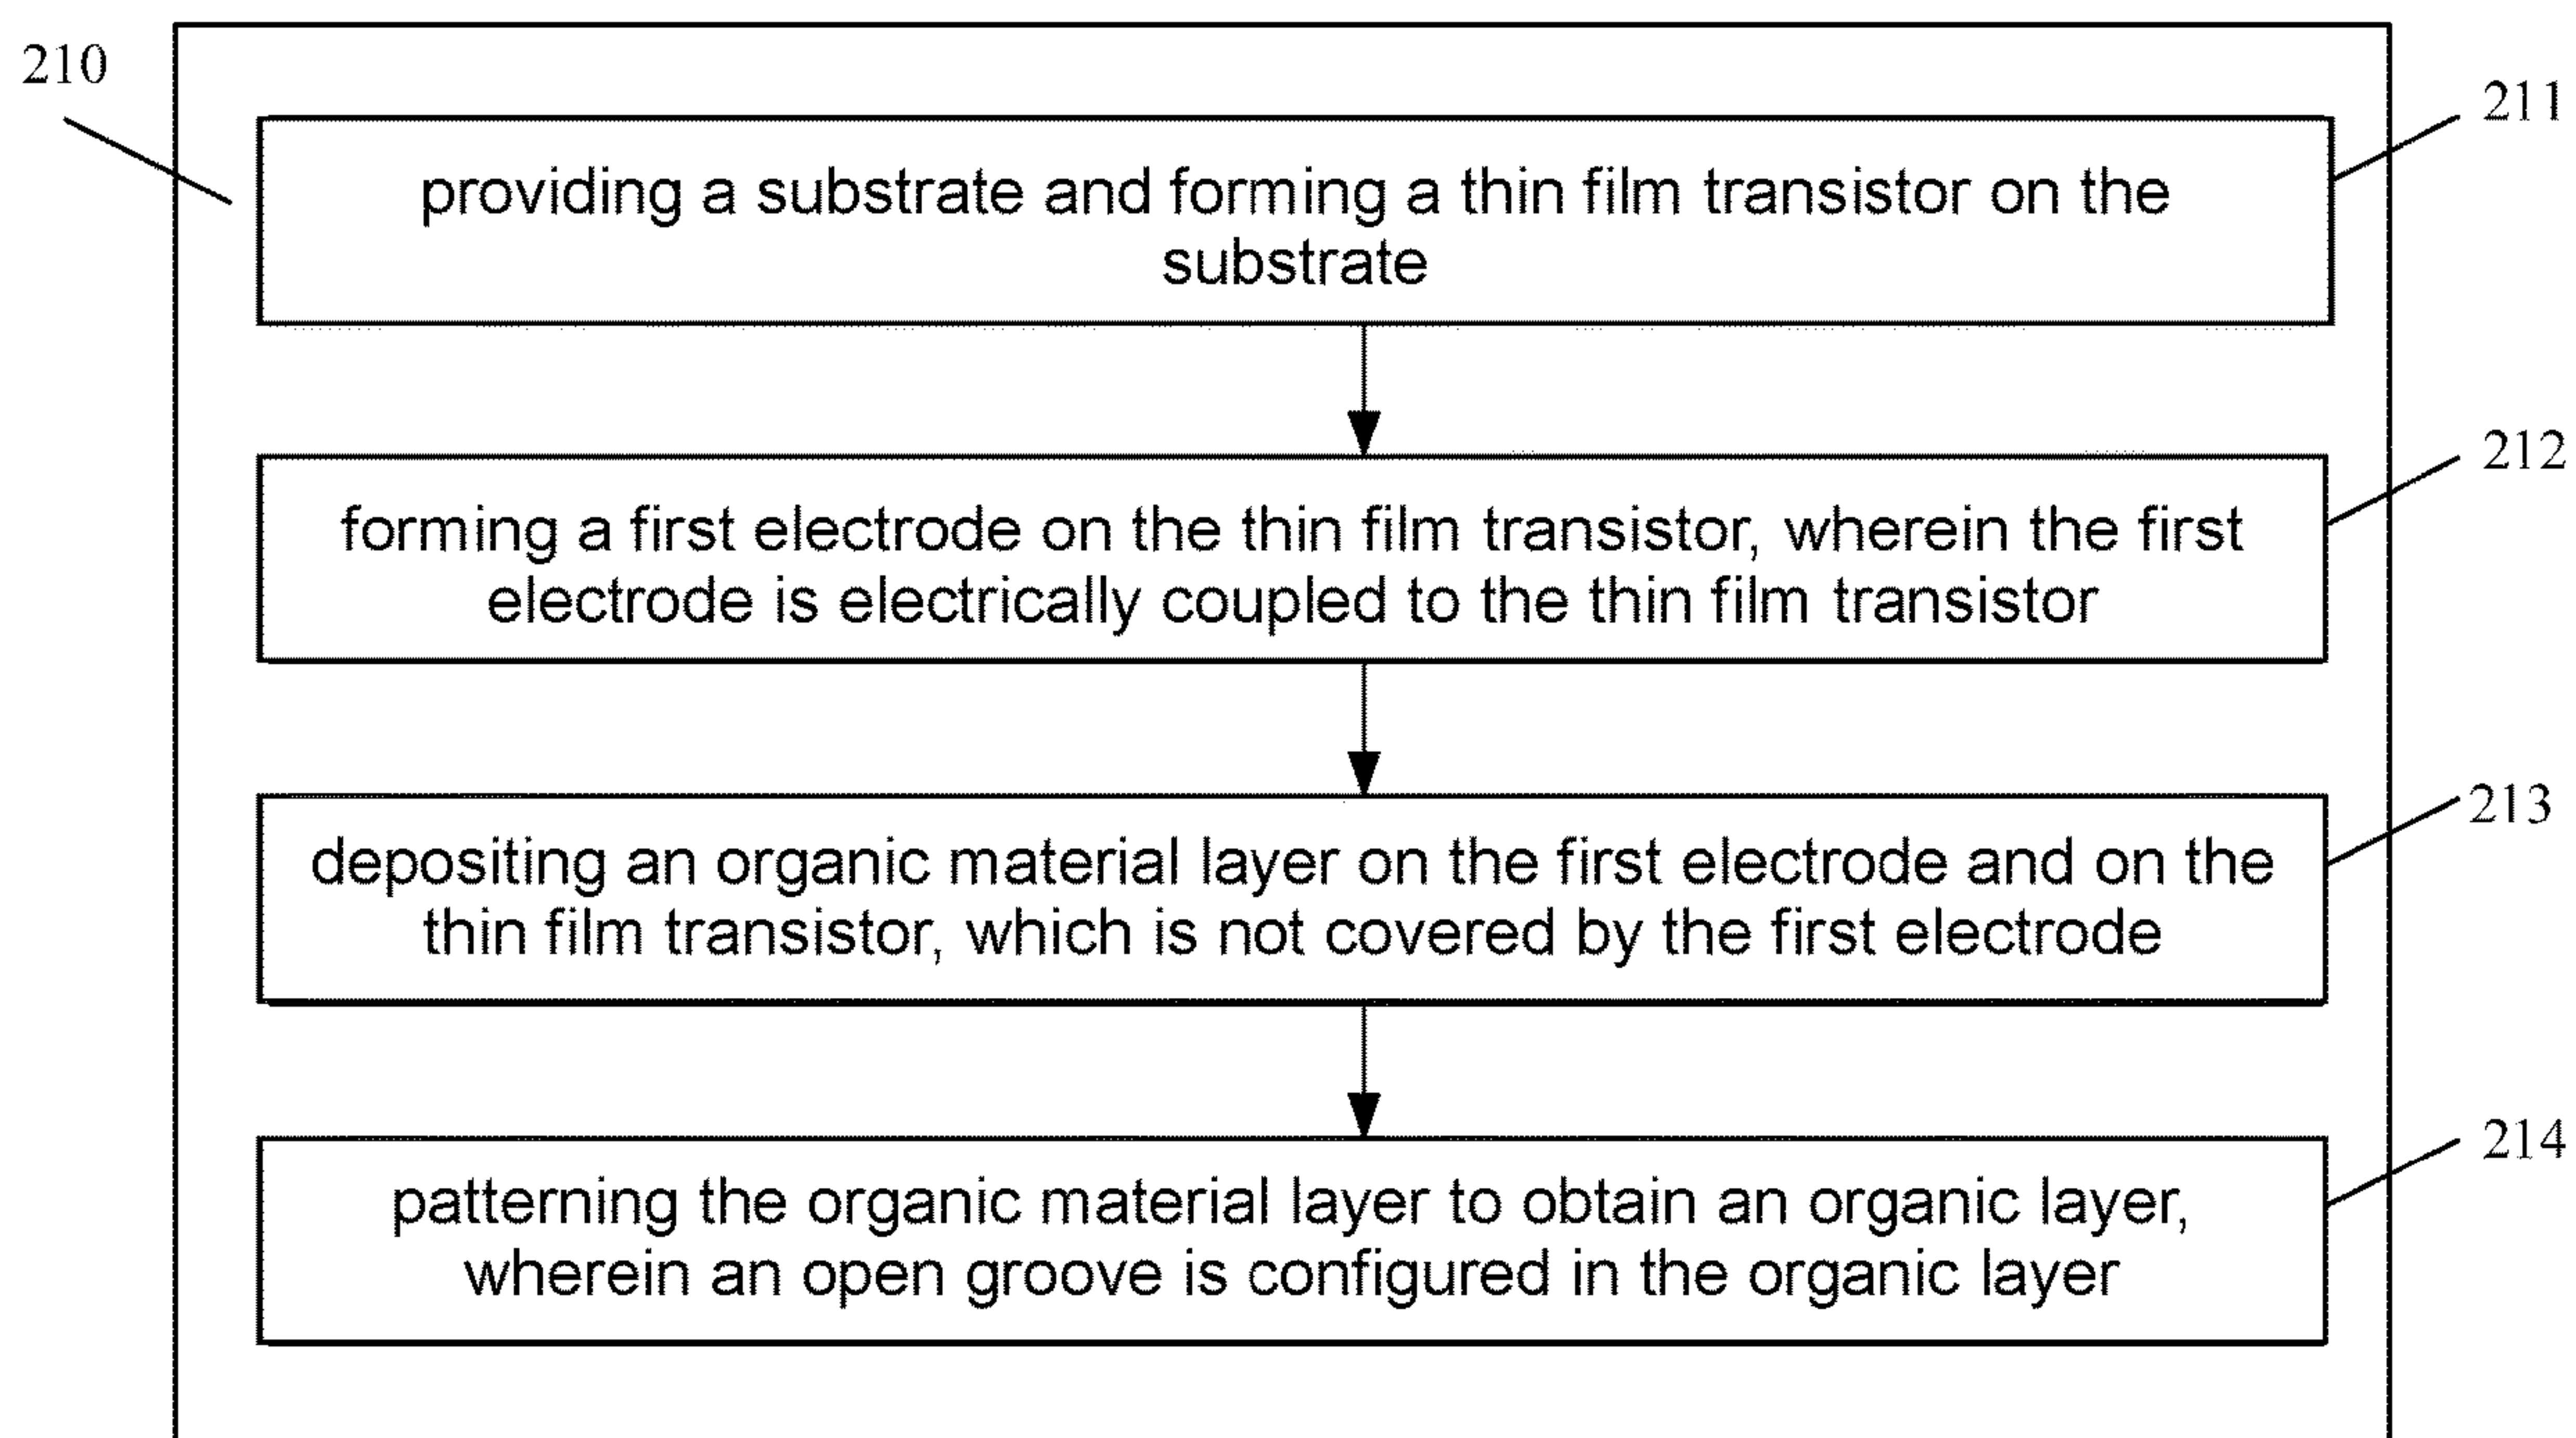 210
211
providing a substrate and forming a thin film transistor on the
substrate
212
forming a first electrode on the thin film transistor, wherein the first
electrode is electrically coupled to the thin film transistor
213
depositing an organic material layer on the first electrode and on the
thin film transistor, which is not covered by the first electrode
214
patterning the organic material layer to obtain an organic layer,
wherein an open groove is configured in the organic layer